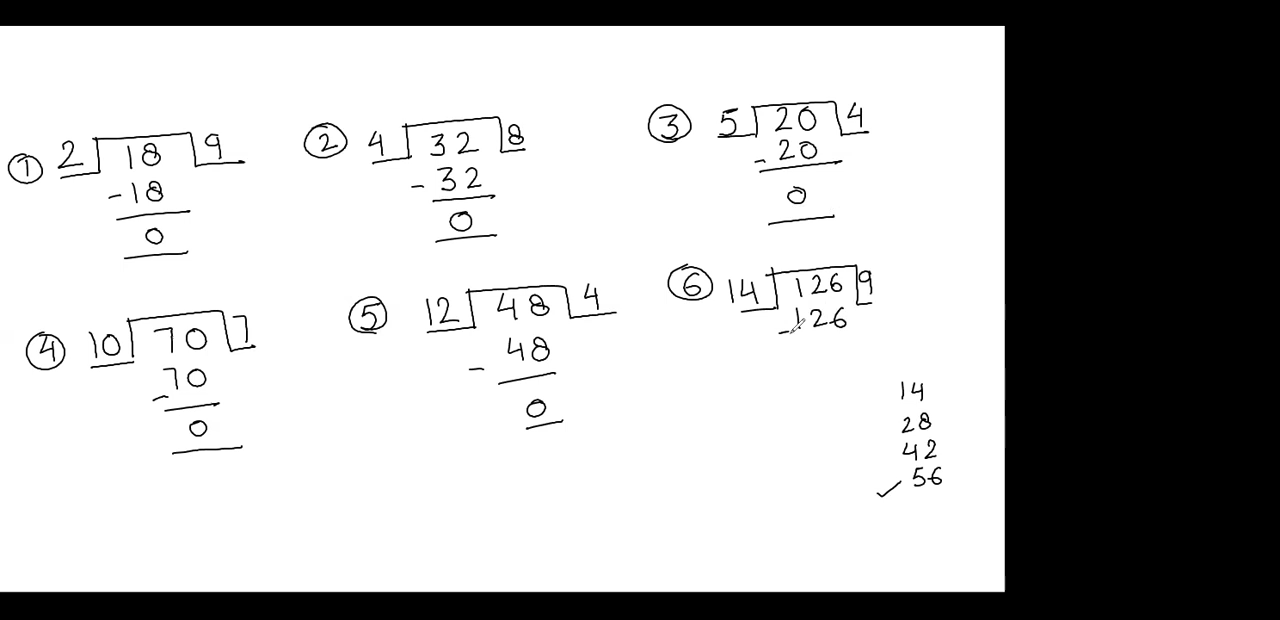 ① 2 18 9
-18
0
② 4 32 8
- 32
0
③ 5 20 4
- 20
0
④ 10 70 7
- 70
0
⑤ 12 48 4
- 48
0
⑥ 14 126 9
- 126
14
28
42
✓ 56